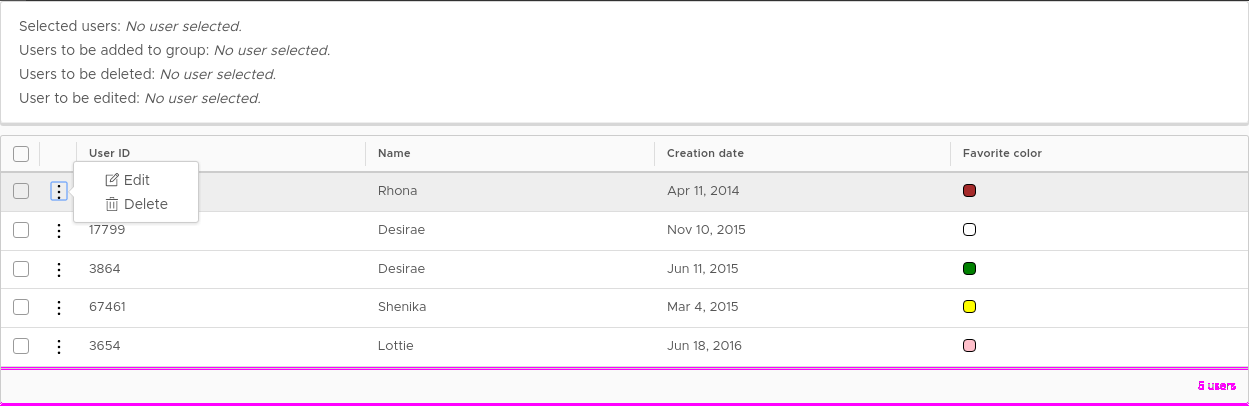 Selected users: No user selected.
Users to be added to group: No user selected.
Users to be deleted: No user selected.
User to be edited: No user selected.
User ID Name Creation date Favorite color
Edit
Delete
Rhona Apr 11, 2014
17799 Desirae Nov 10, 2015
3864 Desirae Jun 11, 2015
67461 Shenika Mar 4, 2015
3654 Lottie Jun 18, 2016
5 users